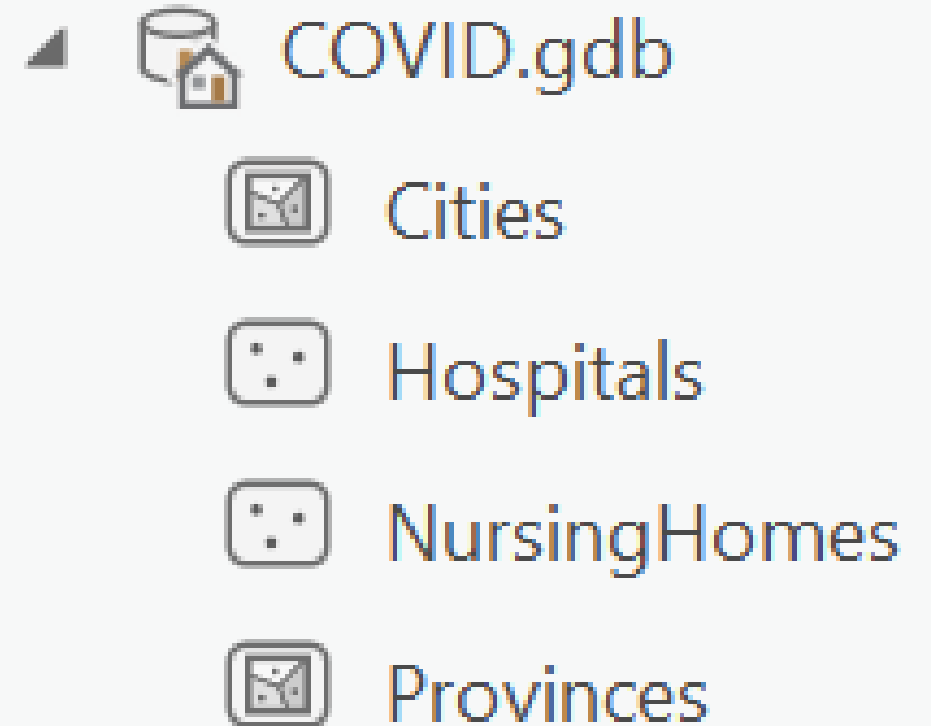 COVID.gdb
Cities
Hospitals
NursingHomes
Provinces